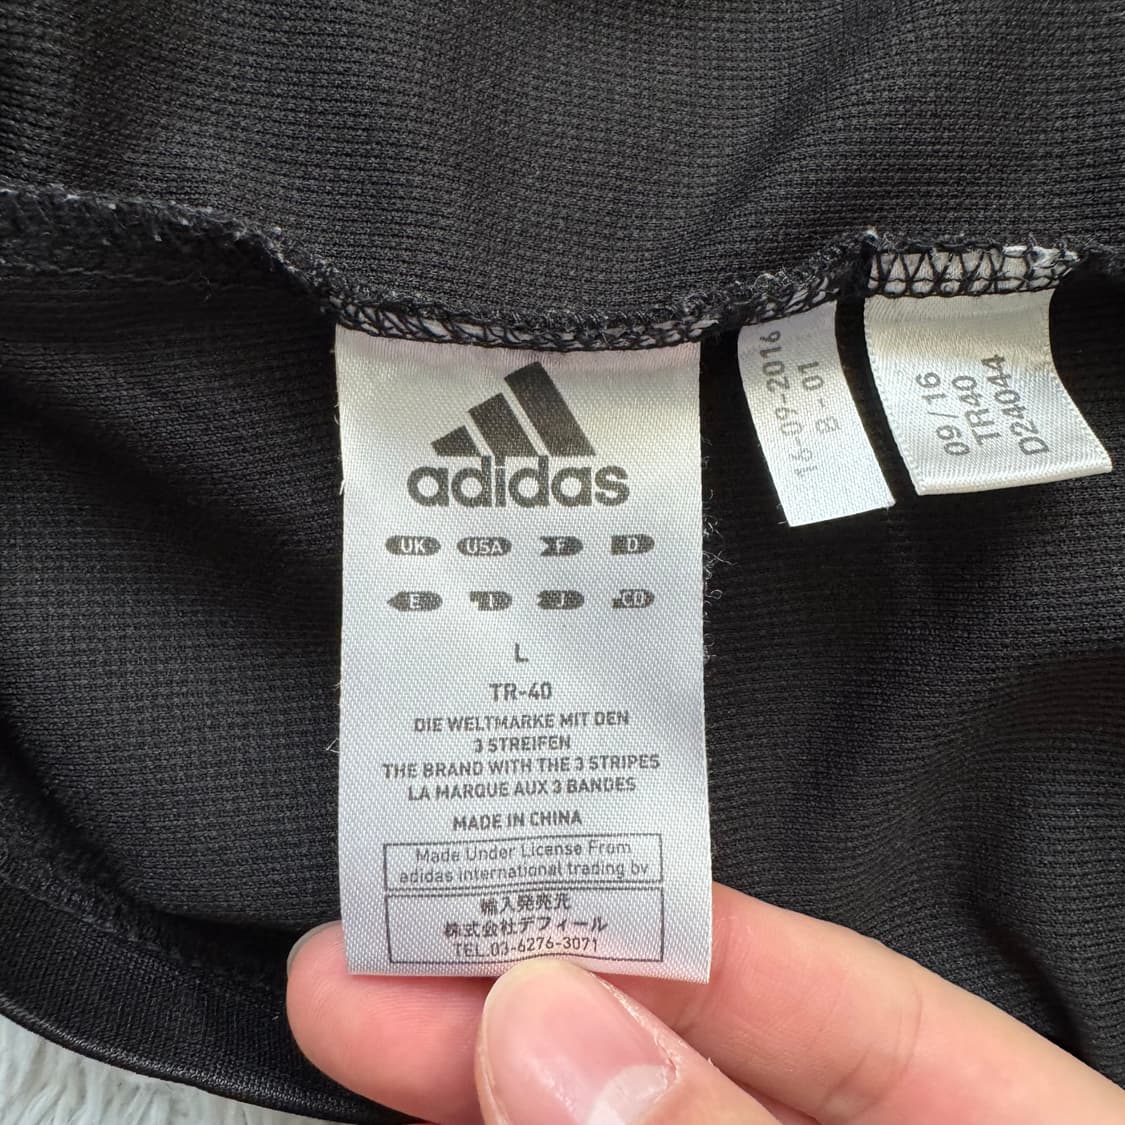 adidas
UK USA F D
E I J CD
L
TR-40
DIE WELTMARKE MIT DEN
3 STREIFEN
THE BRAND WITH THE 3 STRIPES
LA MARQUE AUX 3 BANDES
MADE IN CHINA
Made Under License From
adidas international trading bv
輸入発売元
株式会社デフィール
TEL.03-6276-3071
16-09-2016
8-01
09/16
TR40
D24044